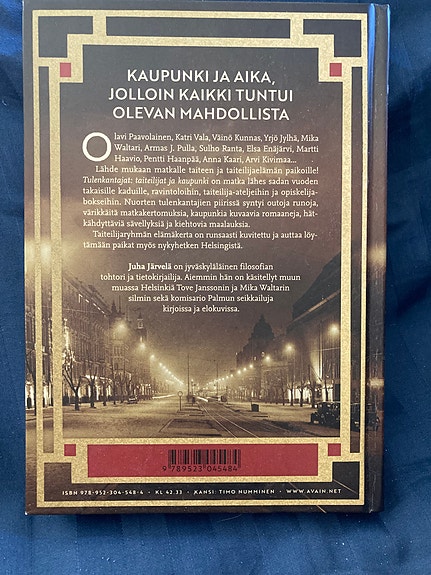 KAUPUNKI JA AIKA,
JOLLOIN KAIKKI TUNTUI
OLEVAN MAHDOLLISTA
Olavi Paavolainen, Katri Vala, Väinö Kunnas, Yrjö Jylhä, Mika
Waltari, Armas J. Pulla, Sulho Ranta, Elsa Enäjärvi, Martti
Haavio, Pentti Haanpää, Anna Kaari, Arvi Kivimaa...
Lähde mukaan matkalle taiteen ja taiteilijaelämän paikoille!
Tulenkantajat: taiteilijat ja kaupunki on matka lähes sadan vuoden
takaisille kaduille, ravintoloihin, taiteilija-ateljeihin ja opiskelija-
bokseihin. Nuorten tulenkantajien piirissä syntyi outoja runoja,
värikkäitä matkakertomuksia, kaupunkia kuvaavia romaaneja, hät-
kähdyttäviä sävellyksiä ja kiehtovia maalauksia.
Taiteilijaryhmän elämäkerta on runsaasti kuvitettu ja auttaa löy-
tämään paikat myös nykyhetken Helsingistä.
Juha Järvelä on jyväskyläläinen filosofian
tohtori ja tietokirjailija. Aiemmin hän on käsitellyt muun
muassa Helsinkiä Tove Janssonin ja Mika Waltarin
silmin sekä komisario Palmun seikkailuja
kirjoissa ja elokuvissa.
9 789523 045484
ISBN 978-952-304-548-4 • KL 42.33 • KANSI: TIMO NUMMINEN • WWW.AVAIN.NET